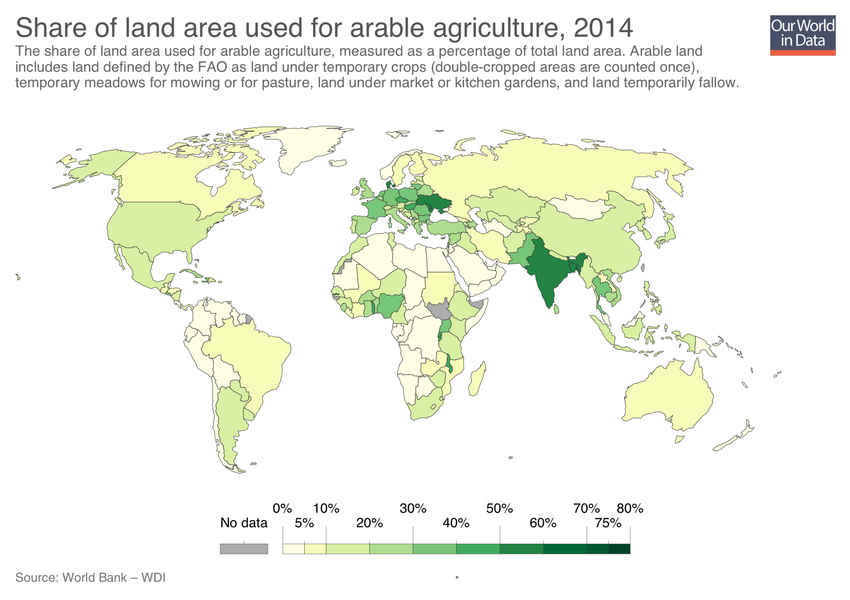 Share of land area used for arable agriculture, 2014
Our World
in Data
The share of land area used for arable agriculture, measured as a percentage of total land area. Arable land
includes land defined by the FAO as land under temporary crops (double-cropped areas are counted once),
temporary meadows for mowing or for pasture, land under market or kitchen gardens, and land temporarily fallow.
0% 10% 30% 50% 70% 80%
No data 5% 20% 40% 60% 75%
Source: World Bank – WDI